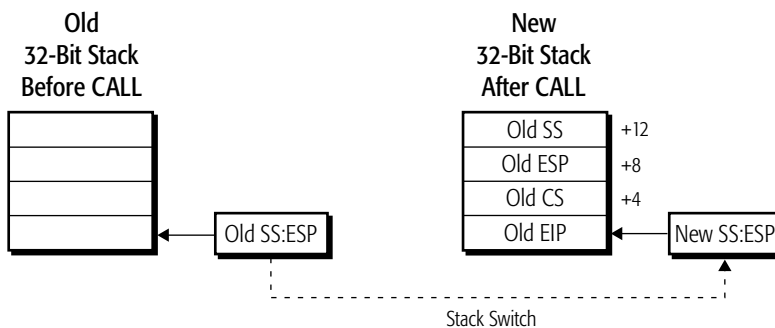 Old
32-Bit Stack
Before CALL
New
32-Bit Stack
After CALL
Old SS
+12
Old ESP
+8
Old CS
+4
Old EIP
Old SS:ESP
New SS:ESP
Stack Switch